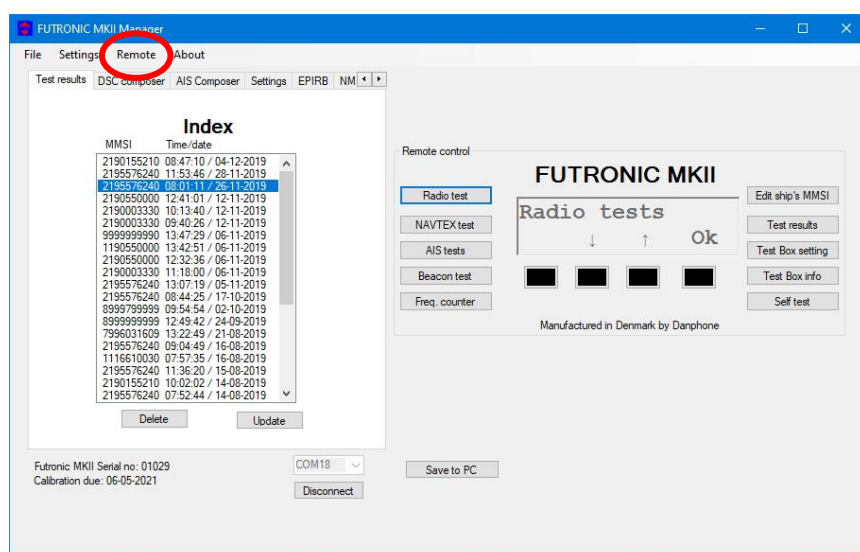 FUTRONIC MKII Manager
File Settings Remote About
Test results DSC composer AIS Composer Settings EPIRB NM
Index
MMSI Time/date
2190155210 08:47:10 / 04-12-2019
2195576240 11:53:46 / 28-11-2019
2195576240 08:01:11 / 26-11-2019
2190550000 12:41:01 / 12-11-2019
2190003330 10:13:40 / 12-11-2019
2190003330 09:40:26 / 12-11-2019
9999999990 13:47:29 / 06-11-2019
1190550000 13:42:51 / 06-11-2019
2190550000 12:32:36 / 06-11-2019
2190003330 11:18:00 / 06-11-2019
2195576240 13:07:19 / 05-11-2019
2195576240 08:44:25 / 17-10-2019
8999799999 09:54:54 / 02-10-2019
8999999999 12:49:42 / 24-09-2019
7996031609 13:22:49 / 21-08-2019
2195576240 09:04:49 / 16-08-2019
1116610030 07:57:35 / 16-08-2019
2195576240 11:36:20 / 15-08-2019
2190155210 10:02:02 / 14-08-2019
2195576240 07:52:44 / 14-08-2019
Delete Update
Futronic MKII Serial no: 01029
Calibration due: 06-05-2021
COM18
Disconnect
Remote control
Radio test
NAVTEX test
AIS tests
Beacon test
Freq. counter
FUTRONIC MKII
Radio tests
↓ ↑ Ok
Manufactured in Denmark by Danphone
Edit ship's MMSI
Test results
Test Box setting
Test Box info
Self test
Save to PC